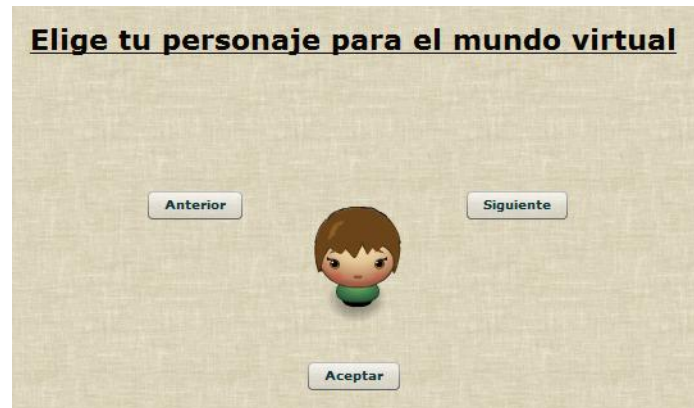 Elige tu personaje para el mundo virtual
Anterior
Siguiente
Aceptar